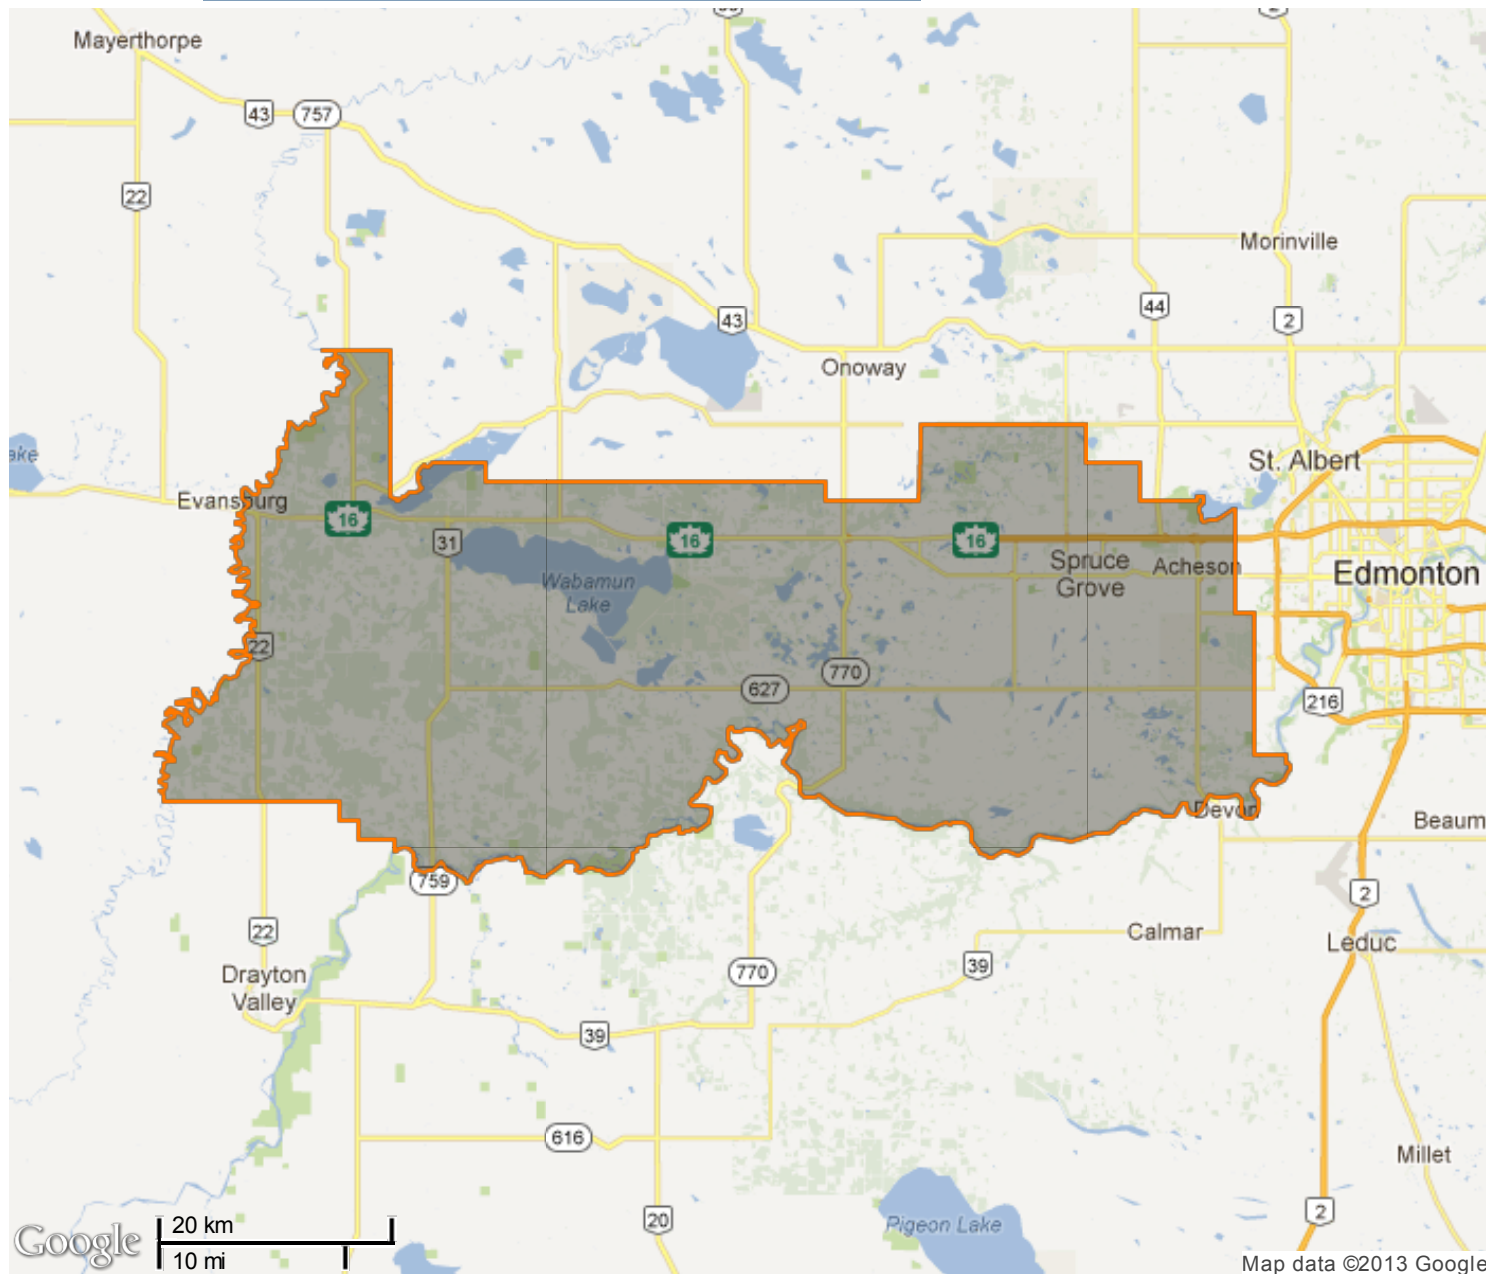 Mayerthorpe
43
757
22
Morinville
44
43
2
Onoway
ake
St. Albert
Evansburg
16
31
16
16
Wabamun
Lake
Spruce
Grove
Acheson
Edmonton
22
627
770
216
Devon
Beaum
759
2
22
Calmar
Leduc
Drayton
Valley
770
39
39
616
Millet
20
Pigeon Lake
2
Google
20 km
10 mi
Map data ©2013 Google